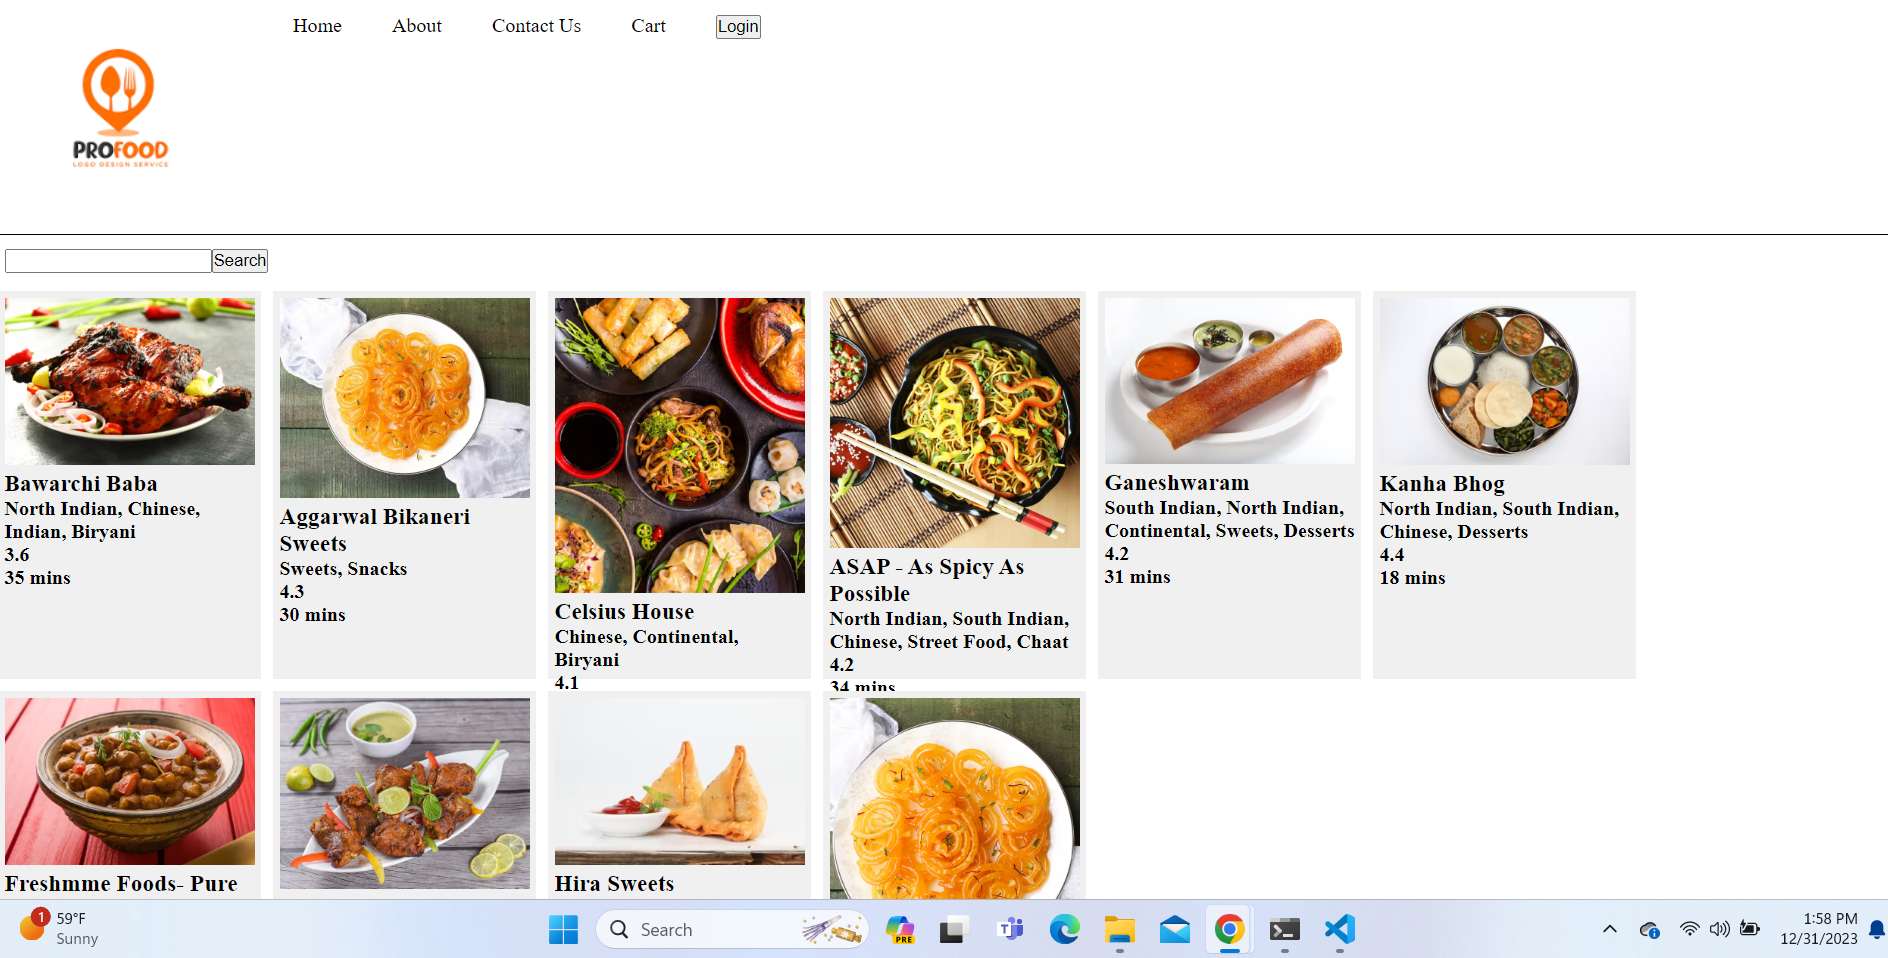 Home About Contact Us Cart Login
PROFOOD
LOGO DESIGN SERVICE
Search
Bawarchi Baba
North Indian, Chinese,
Indian, Biryani
3.6
35 mins
Aggarwal Bikaneri
Sweets
Sweets, Snacks
4.3
30 mins
Celsius House
Chinese, Continental,
Biryani
4.1
ASAP - As Spicy As
Possible
North Indian, South Indian,
Chinese, Street Food, Chaat
4.2
34 mins
Ganeshwaram
South Indian, North Indian,
Continental, Sweets, Desserts
4.2
31 mins
Kanha Bhog
North Indian, South Indian,
Chinese, Desserts
4.4
18 mins
Freshmme Foods- Pure
Hira Sweets
1
59°F
Sunny
Search
PRE
1:58 PM
12/31/2023